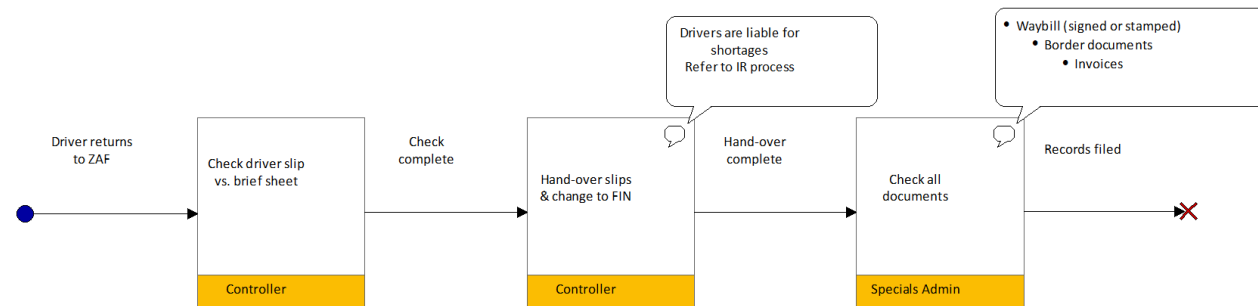 Drivers are liable for
shortages
Refer to IR process
• Waybill (signed or stamped)
• Border documents
• Invoices
Driver returns
to ZAF
Check driver slip
vs. brief sheet
Controller
Check
complete
Hand-over slips
& change to FIN
Controller
Hand-over
complete
Check all
documents
Specials Admin
Records filed